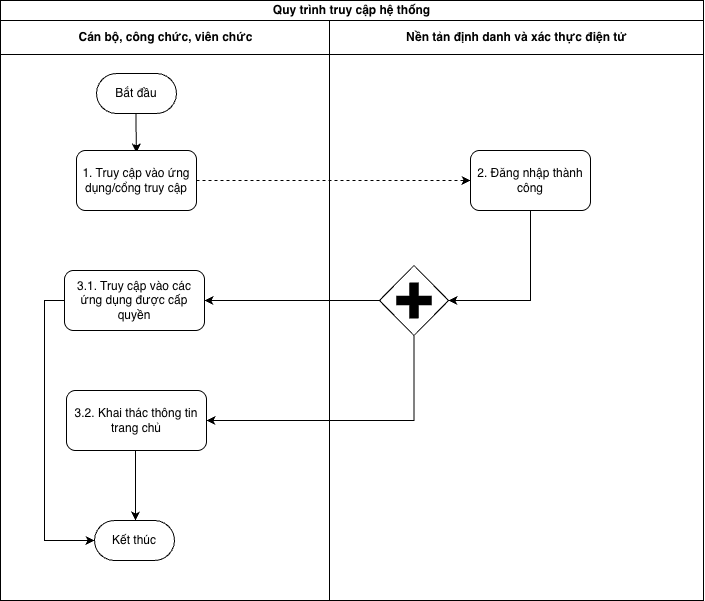 Quy trình truy cập hệ thống
Cán bộ, công chức, viên chức
Nền tản định danh và xác thực điện tử
Bắt đầu
1. Truy cập vào ứng
dụng/cổng truy cập
2. Đăng nhập thành
công
3.1. Truy cập vào các
ứng dụng được cấp
quyền
3.2. Khai thác thông tin
trang chủ
Kết thúc